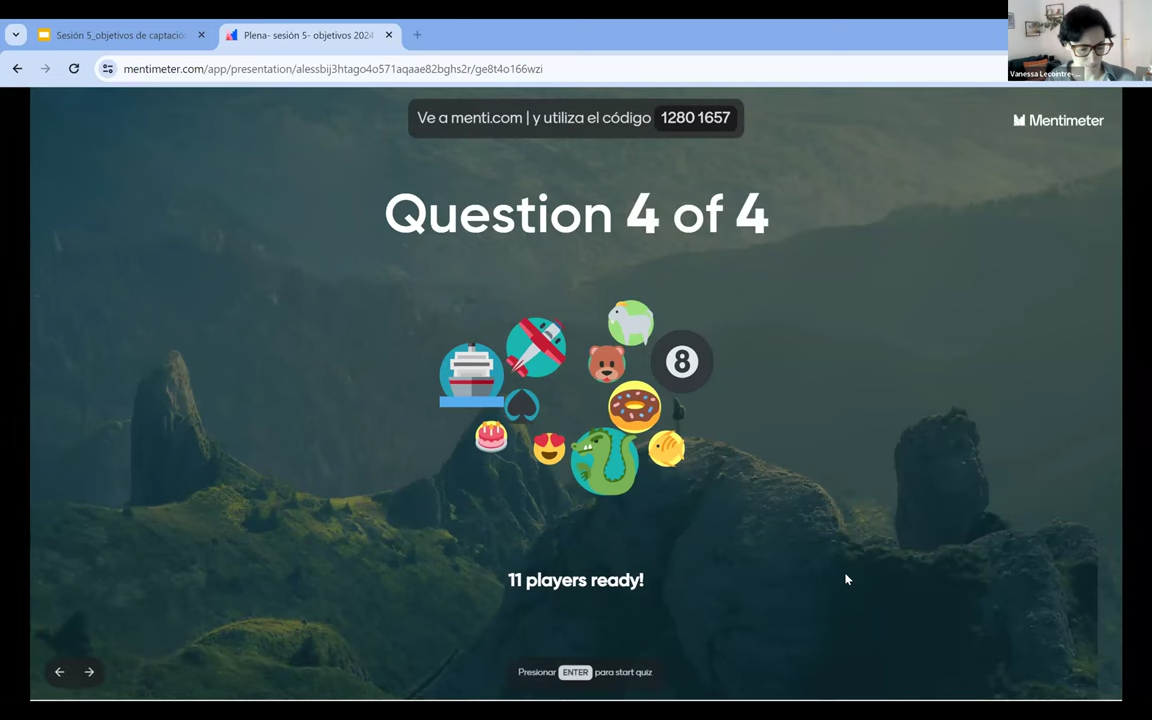 Sesión 5_objetivos de captació
Plena- sesión 5- objetivos 2024
mentimeter.com/app/presentation/alessbij3htago4o571aqaae82bghs2r/ge8t4o166wzi
Vanessa Lecointre-...
Ve a menti.com | y utiliza el código 1280 1657
Mentimeter
Question 4 of 4
8
11 players ready!
Presionar ENTER para start quiz